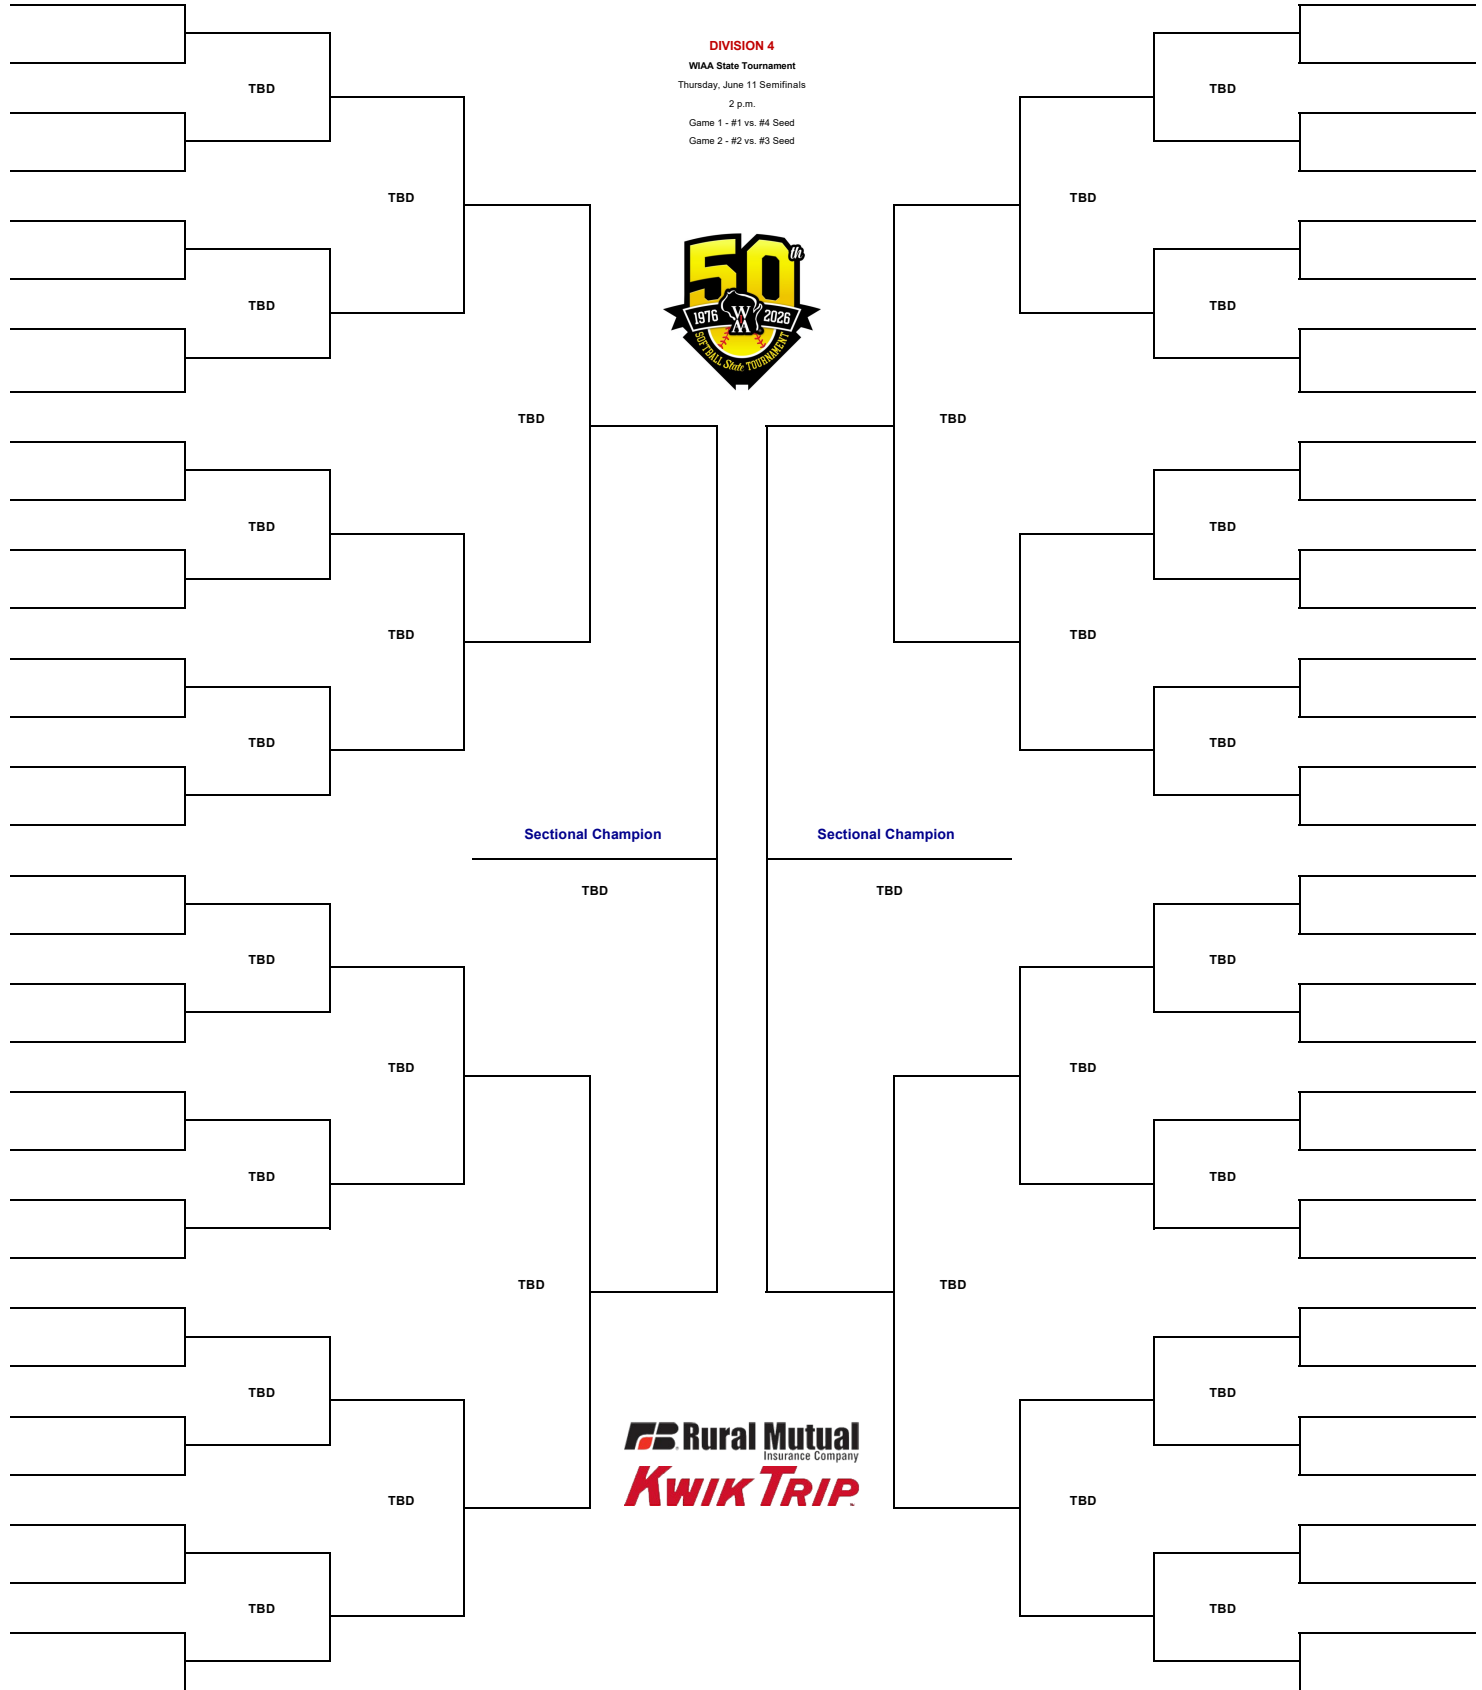 DIVISION 4
WIAA State Tournament
Thursday, June 11 Semifinals
2 p.m.
Game 1 - #1 vs. #4 Seed
Game 2 - #2 vs. #3 Seed
TBD TBD
TBD TBD
50th
1976 WIAA 2026
SOFTBALL State TOURNAMENT
TBD TBD
TBD TBD
TBD TBD
TBD TBD
TBD TBD
Sectional Champion Sectional Champion
TBD TBD
TBD TBD
TBD TBD
TBD TBD
TBD TBD
TBD TBD
FB Rural Mutual
Insurance Company
KWIK TRIP
TBD TBD
TBD TBD